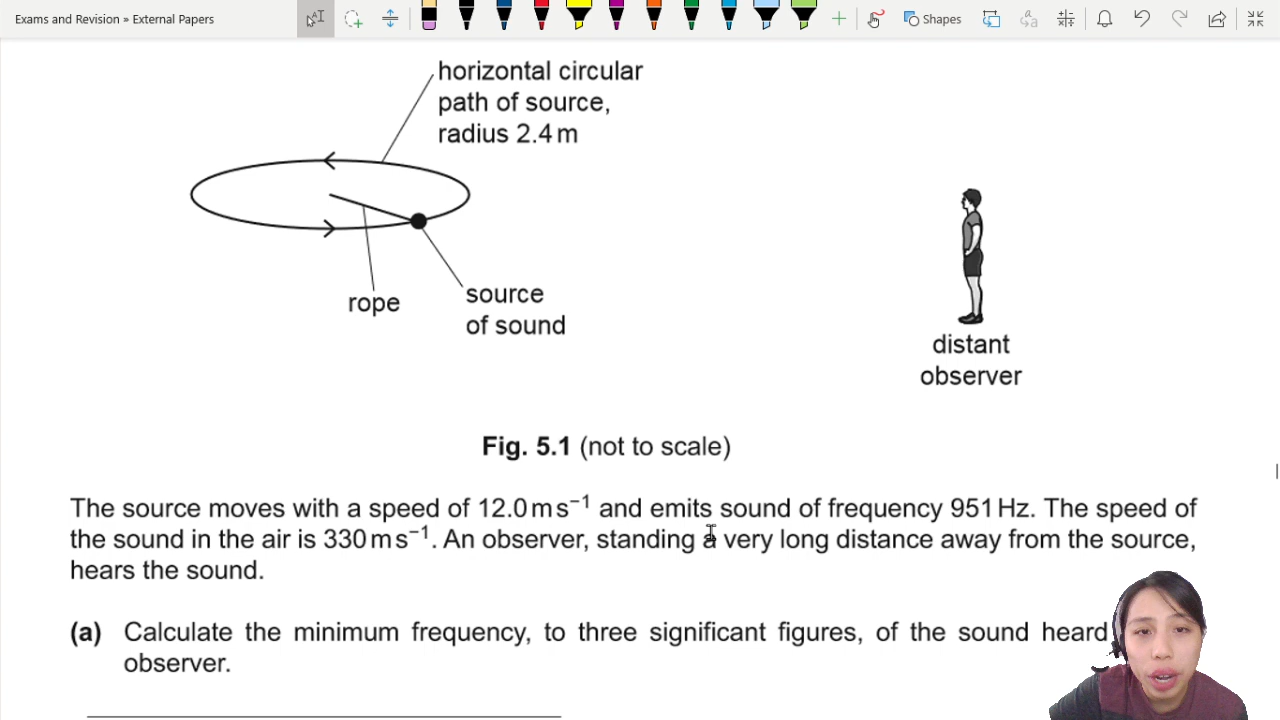 Exams and Revision » External Papers
Shapes
horizontal circular
path of source,
radius 2.4 m
rope
source
of sound
distant
observer
Fig. 5.1 (not to scale)
The source moves with a speed of 12.0 m s⁻¹ and emits sound of frequency 951 Hz. The speed of
the sound in the air is 330 m s⁻¹. An observer, standing a very long distance away from the source,
hears the sound.
(a) Calculate the minimum frequency, to three significant figures, of the sound heard
observer.